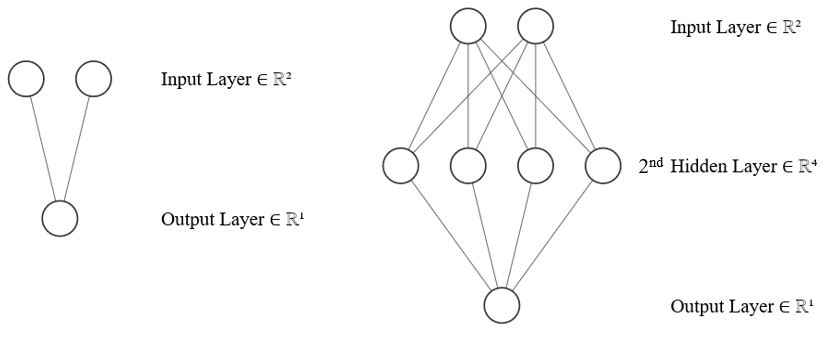 Input Layer ∈ ℝ²
Output Layer ∈ ℝ¹
Input Layer ∈ ℝ²
2ⁿᵈ Hidden Layer ∈ ℝ⁴
Output Layer ∈ ℝ¹